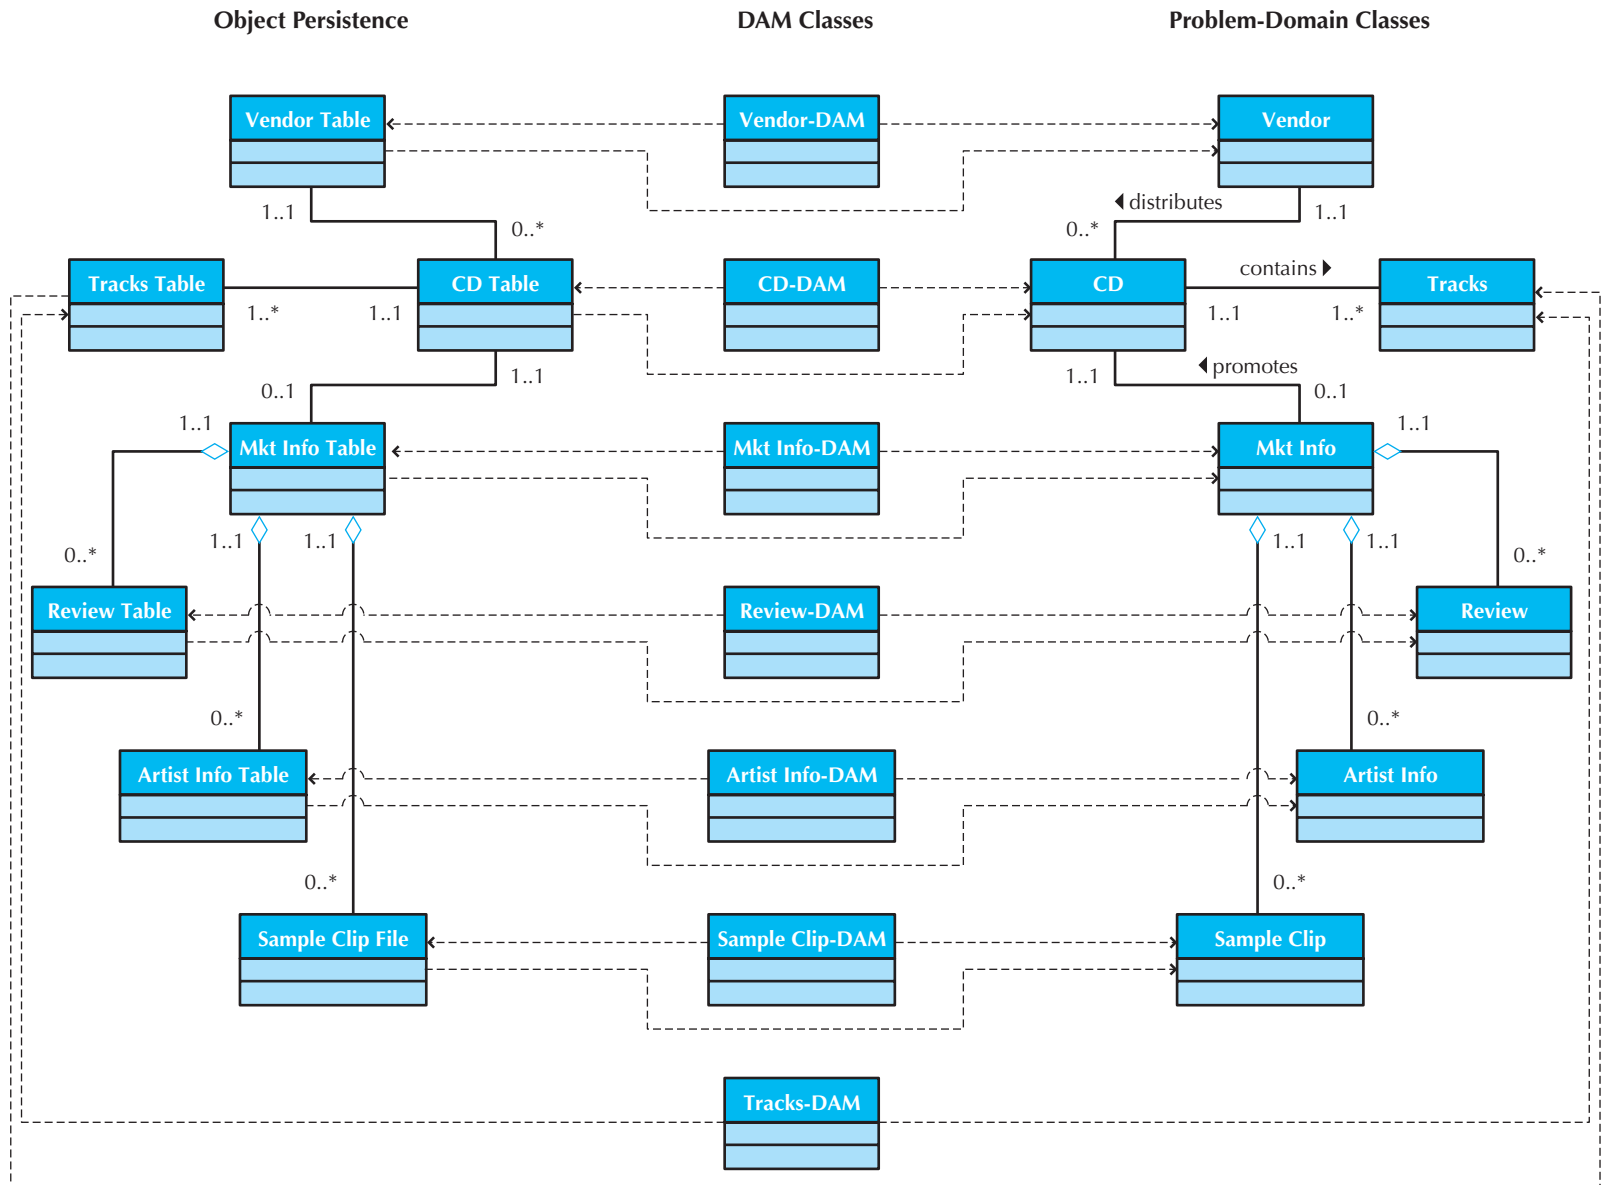 Object Persistence
DAM Classes
Problem-Domain Classes
Vendor Table
Vendor-DAM
Vendor
1..1
0..*
◀ distributes
1..1
0..*
Tracks Table
CD Table
CD-DAM
CD
contains ▶
Tracks
1..*
1..1
1..1
1..*
0..1
1..1
1..1
◀ promotes
0..1
1..1
Mkt Info Table
Mkt Info-DAM
Mkt Info
1..1
0..*
1..1
1..1
1..1
1..1
0..*
Review Table
Review-DAM
Review
0..*
0..*
Artist Info Table
Artist Info-DAM
Artist Info
0..*
0..*
Sample Clip File
Sample Clip-DAM
Sample Clip
Tracks-DAM